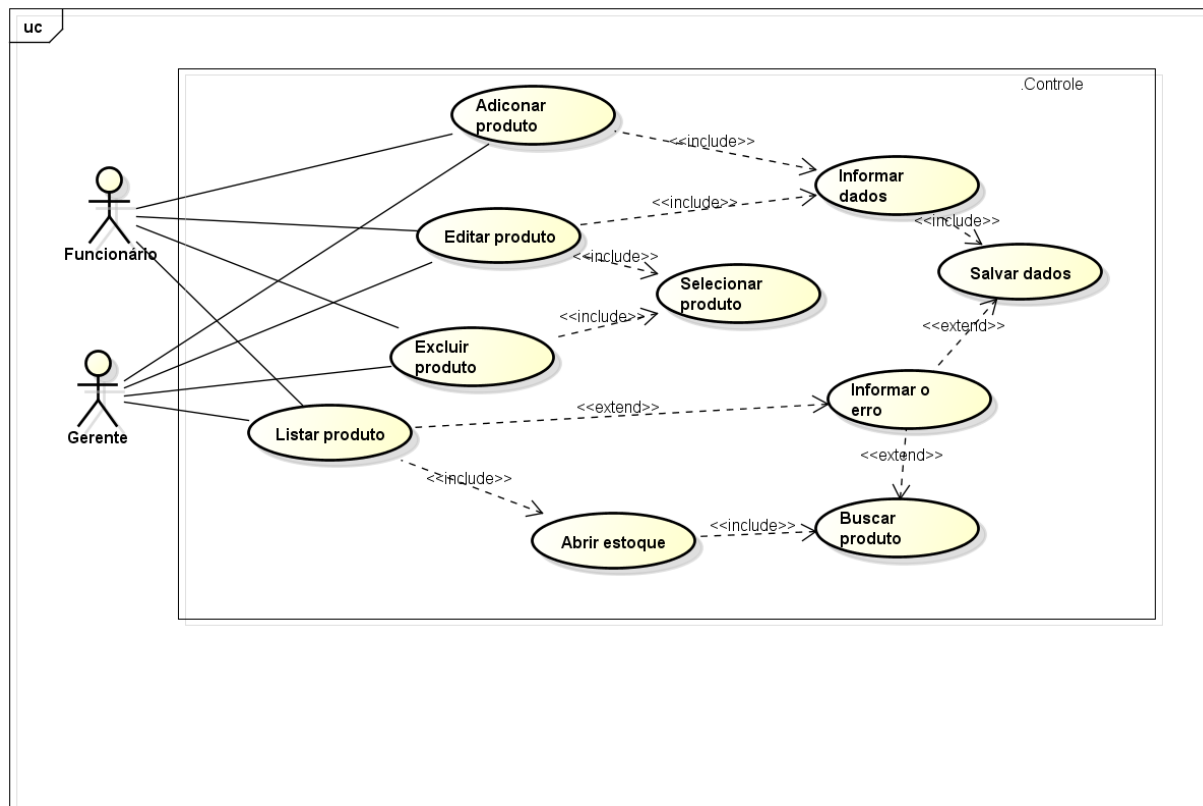 uc
.Controle
Adiconar
produto
<<include>>
Informar
dados
Funcionário
Editar produto
<<include>>
<<include>>
<<include>>
Selecionar
produto
Salvar dados
<<include>>
<<extend>>
Excluir
produto
Gerente
Informar o
erro
<<extend>>
Listar produto
<<extend>>
<<include>>
Abrir estoque
<<include>>
Buscar
produto